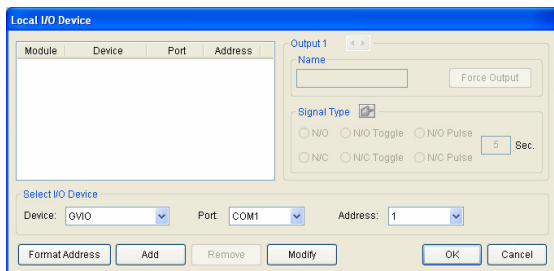 Local I/O Device
Module Device Port Address
Output 1
Name
Force Output
Signal Type
N/O N/O Toggle N/O Pulse
5 Sec.
N/C N/C Toggle N/C Pulse
Select I/O Device
Device: GVIO Port: COM1 Address: 1
Format Address Add Remove Modify OK Cancel